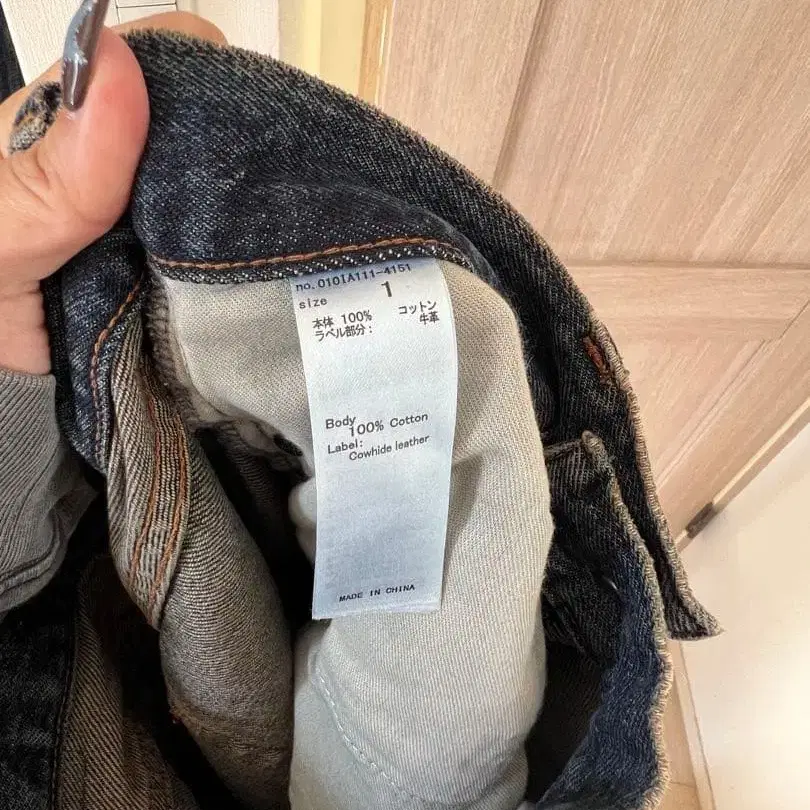 no. 010IA111-4151
size 1
本体 100% コットン
ラベル部分： 牛革
Body
100% Cotton
Label:
Cowhide leather
MADE IN CHINA